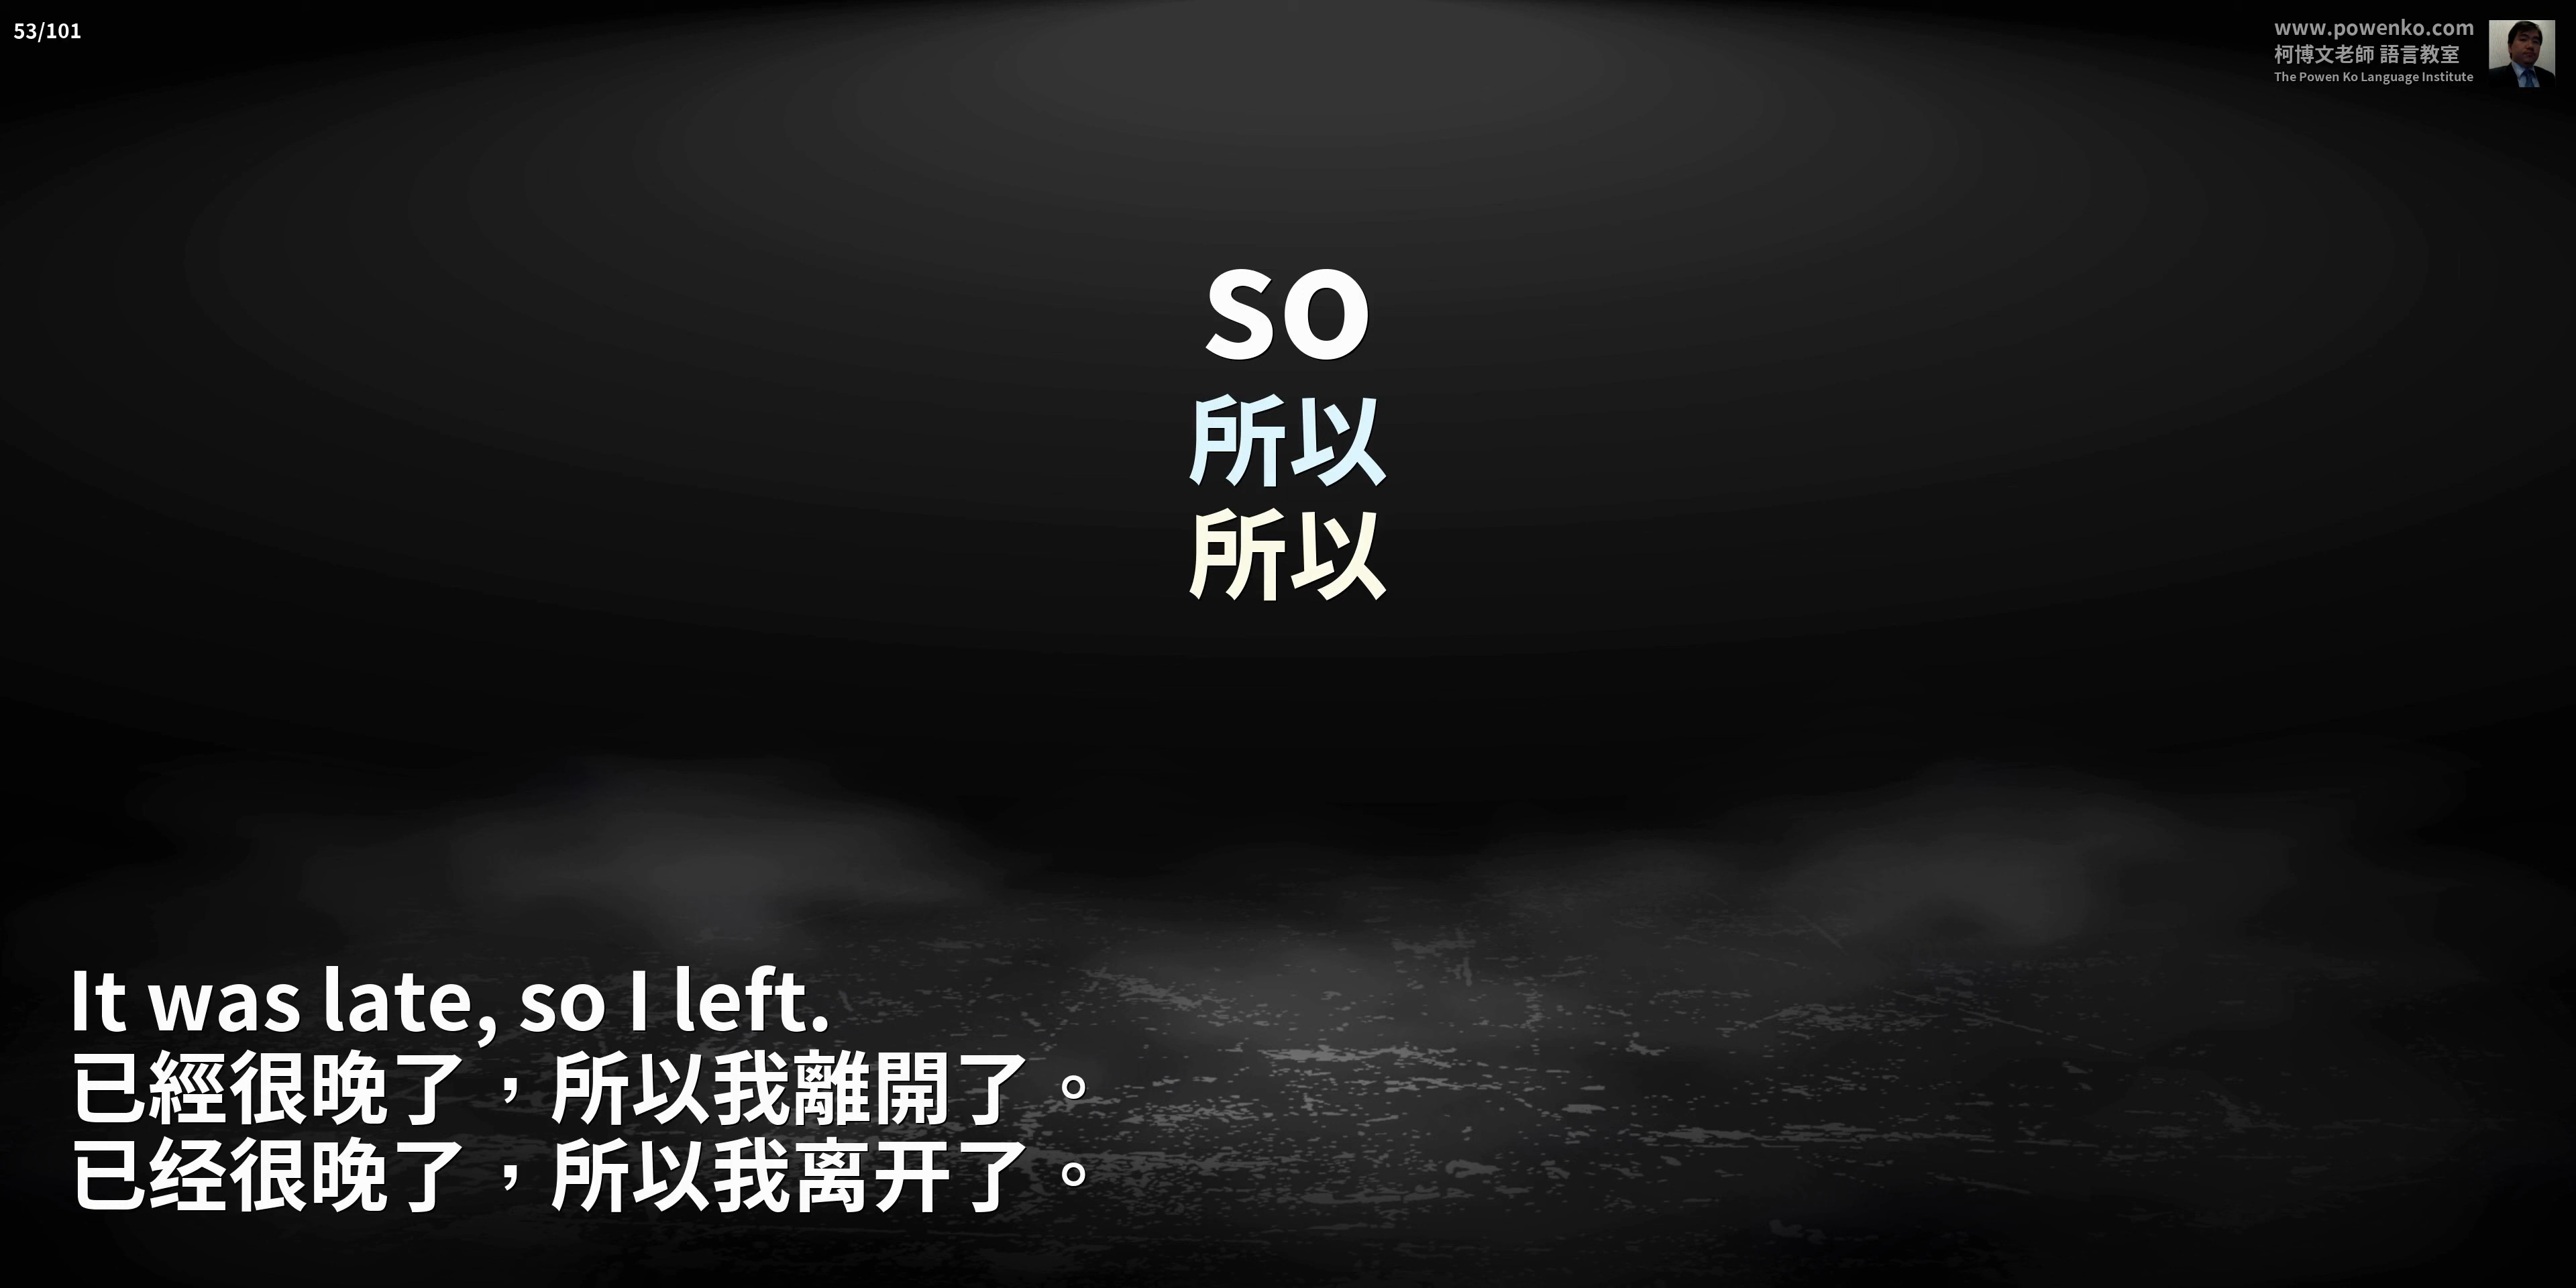 53/101
www.powenko.com
柯博文老師 語言教室
The Powen Ko Language Institute
so
所以
所以
It was late, so I left.
已經很晚了，所以我離開了。
已经很晚了，所以我离开了。